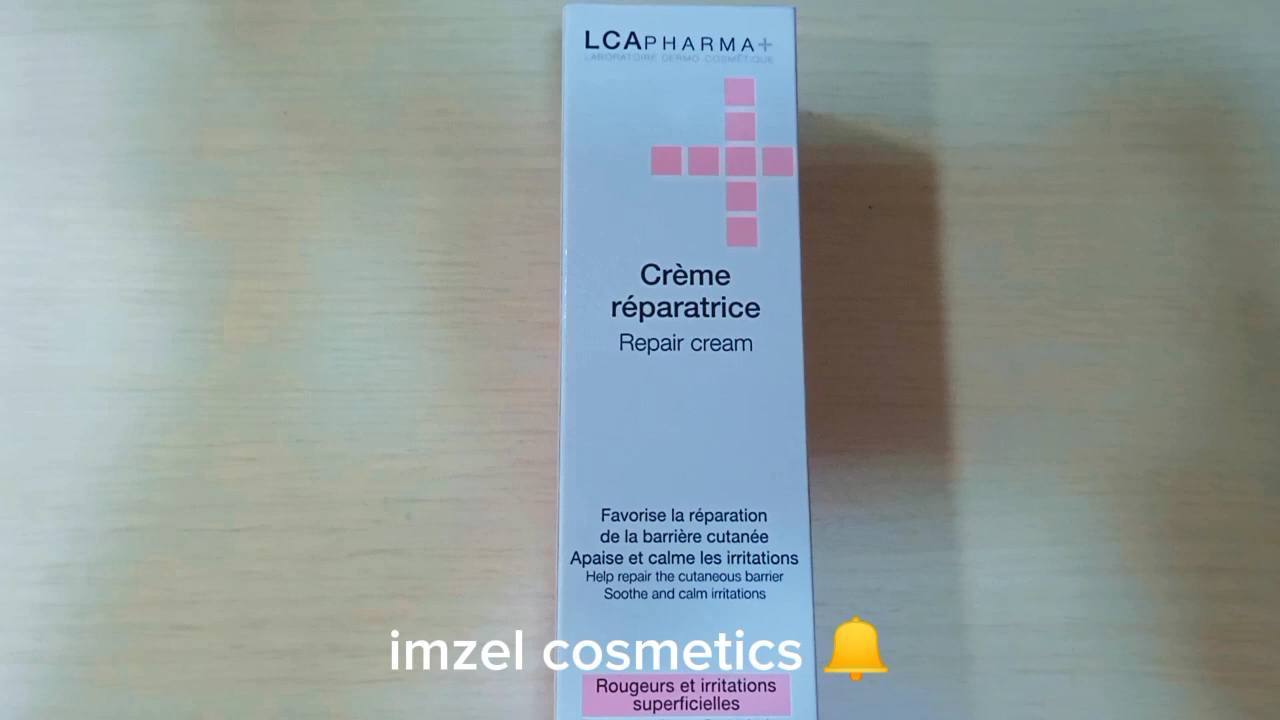 LCAPHARMA+
LABORATOIRE DERMO COSMÉTIQUE
Crème
réparatrice
Repair cream
Favorise la réparation
de la barrière cutanée
Apaise et calme les irritations
Help repair the cutaneous barrier
Soothe and calm irritations
imzel cosmetics 🔔
Rougeurs et irritations
superficielles